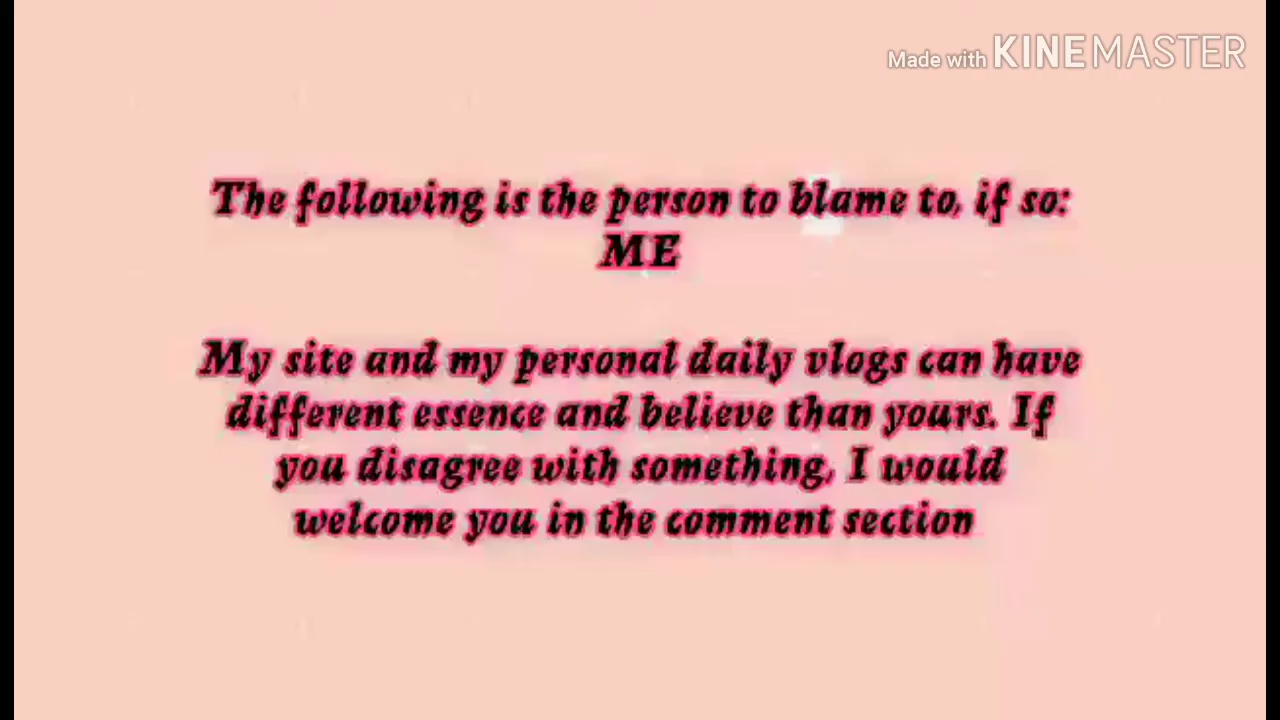 Made with KINEMASTER
The following is the person to blame to, if so:
ME
My site and my personal daily vlogs can have
different essence and believe than yours. If
you disagree with something, I would
welcome you in the comment section